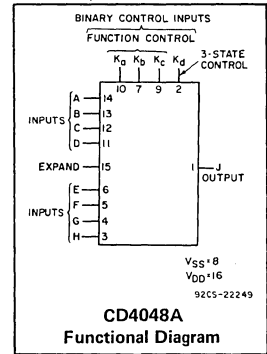 BINARY CONTROL INPUTS
FUNCTION CONTROL
Ka Kb Kc Kd
3-STATE
CONTROL
10 7 9 2
A 14
B 13
INPUTS
C 12
D 11
EXPAND 15
1 J
OUTPUT
E 6
F 5
INPUTS
G 4
H 3
VSS=8
VDD=16
92CS-22249
CD4048A
Functional Diagram